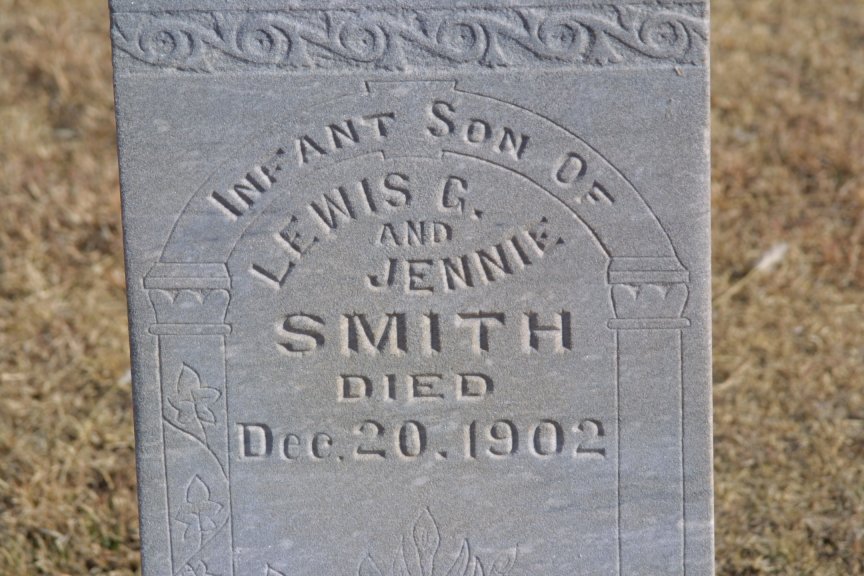 INFANT SON OF
LEWIS G.
AND
JENNIE
SMITH
DIED
Dec. 20. 1902